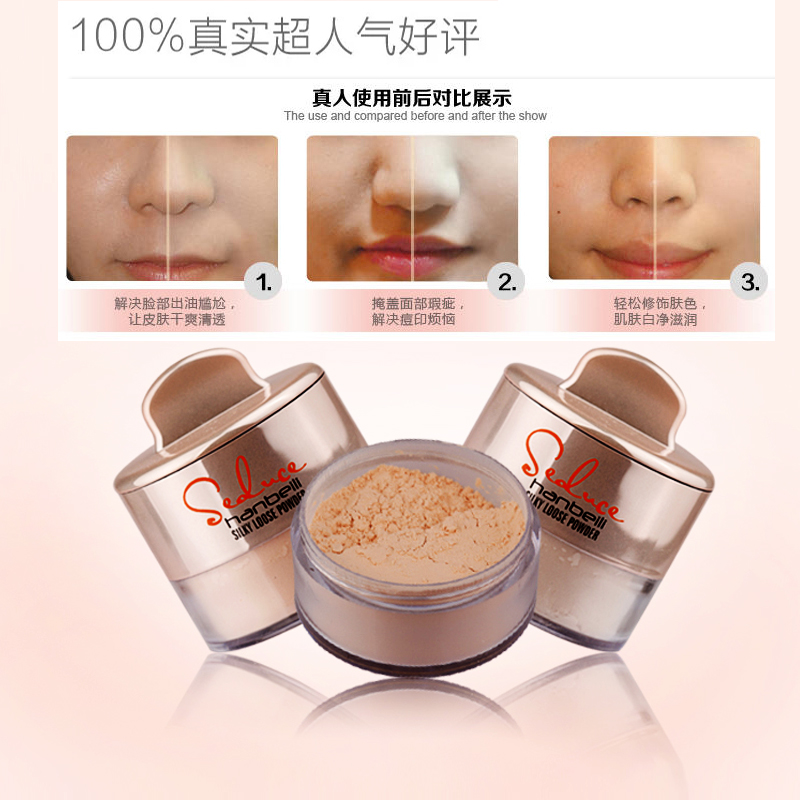 100%真实超人气好评
真人使用前后对比展示
The use and compared before and after the show
1.
2.
3.
解决脸部出油尴尬，
让皮肤干爽清透
掩盖面部瑕疵，
解决痘印烦恼
轻松修饰肤色，
肌肤白净滋润
Seduce
hanbeili
SILKY LOOSE POWDER
Seduce
hanbeili
SILKY LOOSE POWDER